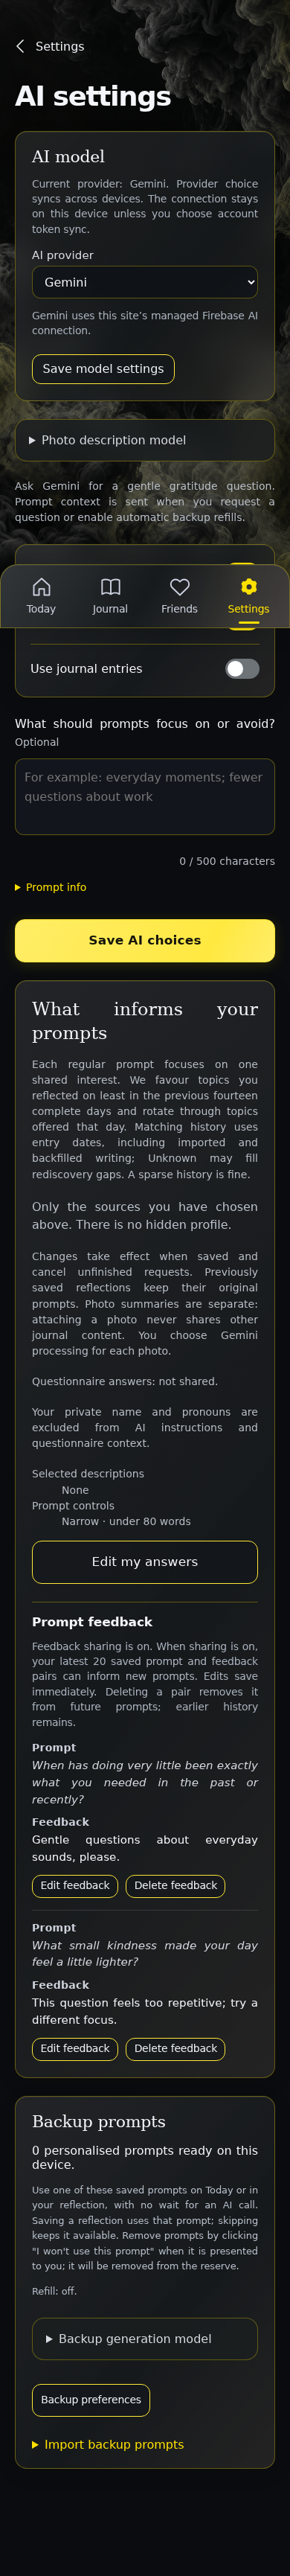 Settings
AI settings
AI model
Current provider: Gemini. Provider choice
syncs across devices. The connection stays
on this device unless you choose account
token sync.
AI provider
Gemini
Gemini uses this site’s managed Firebase AI
connection.
Save model settings
Photo description model
Ask Gemini for a gentle gratitude question.
Prompt context is sent when you request a
question or enable automatic backup refills.
Today
Journal
Friends
Settings
Use journal entries
What should prompts focus on or avoid?
Optional
For example: everyday moments; fewer
questions about work
0 / 500 characters
Prompt info
Save AI choices
What informs your
prompts
Each regular prompt focuses on one
shared interest. We favour topics you
reflected on least in the previous fourteen
complete days and rotate through topics
offered that day. Matching history uses
entry dates, including imported and
backfilled writing; Unknown may fill
rediscovery gaps. A sparse history is fine.
Only the sources you have chosen
above. There is no hidden profile.
Changes take effect when saved and
cancel unfinished requests. Previously
saved reflections keep their original
prompts. Photo summaries are separate:
attaching a photo never shares other
journal content. You choose Gemini
processing for each photo.
Questionnaire answers: not shared.
Your private name and pronouns are
excluded from AI instructions and
questionnaire context.
Selected descriptions
None
Prompt controls
Narrow · under 80 words
Edit my answers
Prompt feedback
Feedback sharing is on. When sharing is on,
your latest 20 saved prompt and feedback
pairs can inform new prompts. Edits save
immediately. Deleting a pair removes it
from future prompts; earlier history
remains.
Prompt
When has doing very little been exactly
what you needed in the past or
recently?
Feedback
Gentle questions about everyday
sounds, please.
Edit feedback
Delete feedback
Prompt
What small kindness made your day
feel a little lighter?
Feedback
This question feels too repetitive; try a
different focus.
Edit feedback
Delete feedback
Backup prompts
0 personalised prompts ready on this
device.
Use one of these saved prompts on Today or in
your reflection, with no wait for an AI call.
Saving a reflection uses that prompt; skipping
keeps it available. Remove prompts by clicking
"I won't use this prompt" when it is presented
to you; it will be removed from the reserve.
Refill: off.
Backup generation model
Backup preferences
Import backup prompts